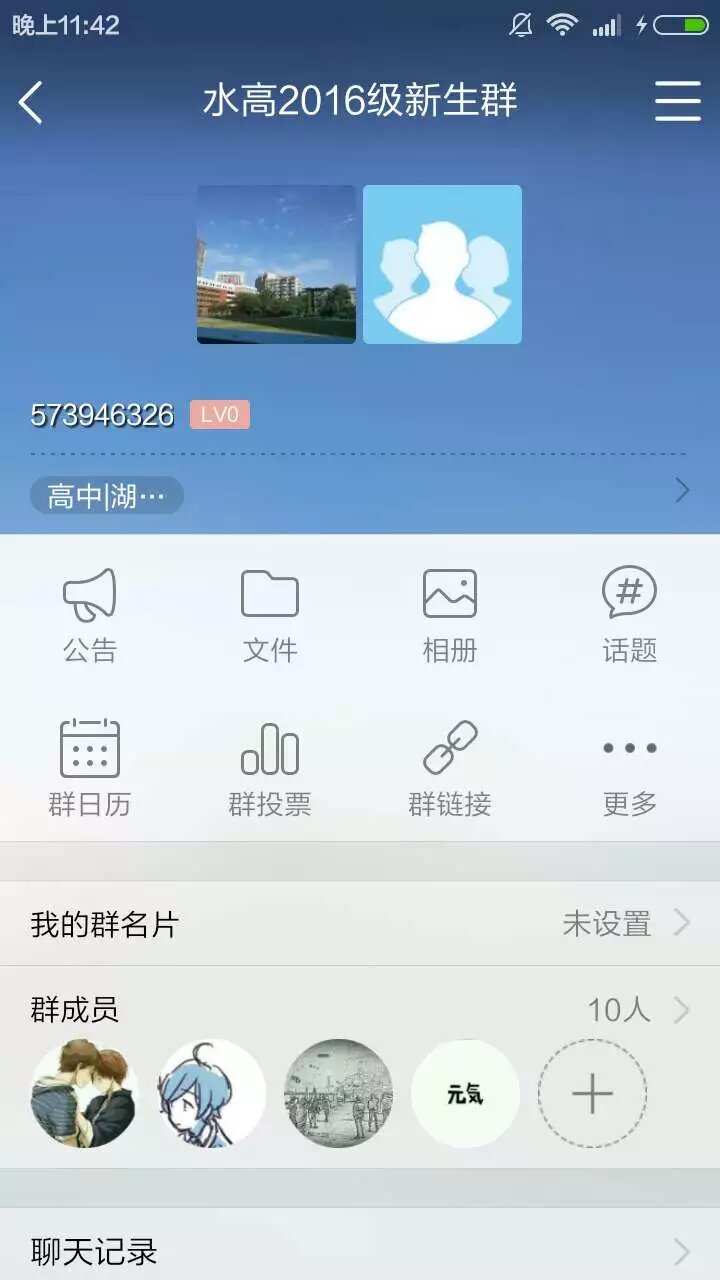 晚上11:42
水高2016级新生群
573946326 LV0
高中|湖…
公告 文件 相册 话题
群日历 群投票 群链接 更多
我的群名片 未设置
群成员 10人
元気
聊天记录